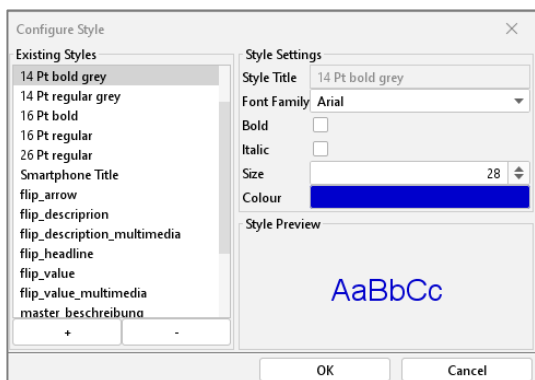 Configure Style
Existing Styles
14 Pt bold grey
14 Pt regular grey
16 Pt bold
16 Pt regular
26 Pt regular
Smartphone Title
flip_arrow
flip_descriprion
flip_description_multimedia
flip_headline
flip_value
flip_value_multimedia
master_beschreibung
+ -
Style Settings
Style Title 14 Pt bold grey
Font Family Arial
Bold
Italic
Size 28
Colour
Style Preview
AaBbCc
OK Cancel